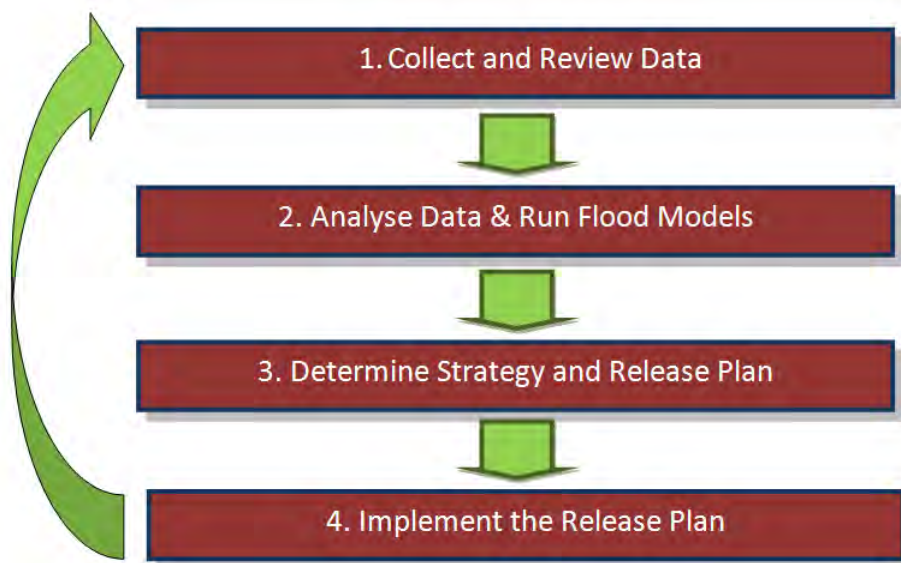 1. Collect and Review Data
2. Analyse Data & Run Flood Models
3. Determine Strategy and Release Plan
4. Implement the Release Plan